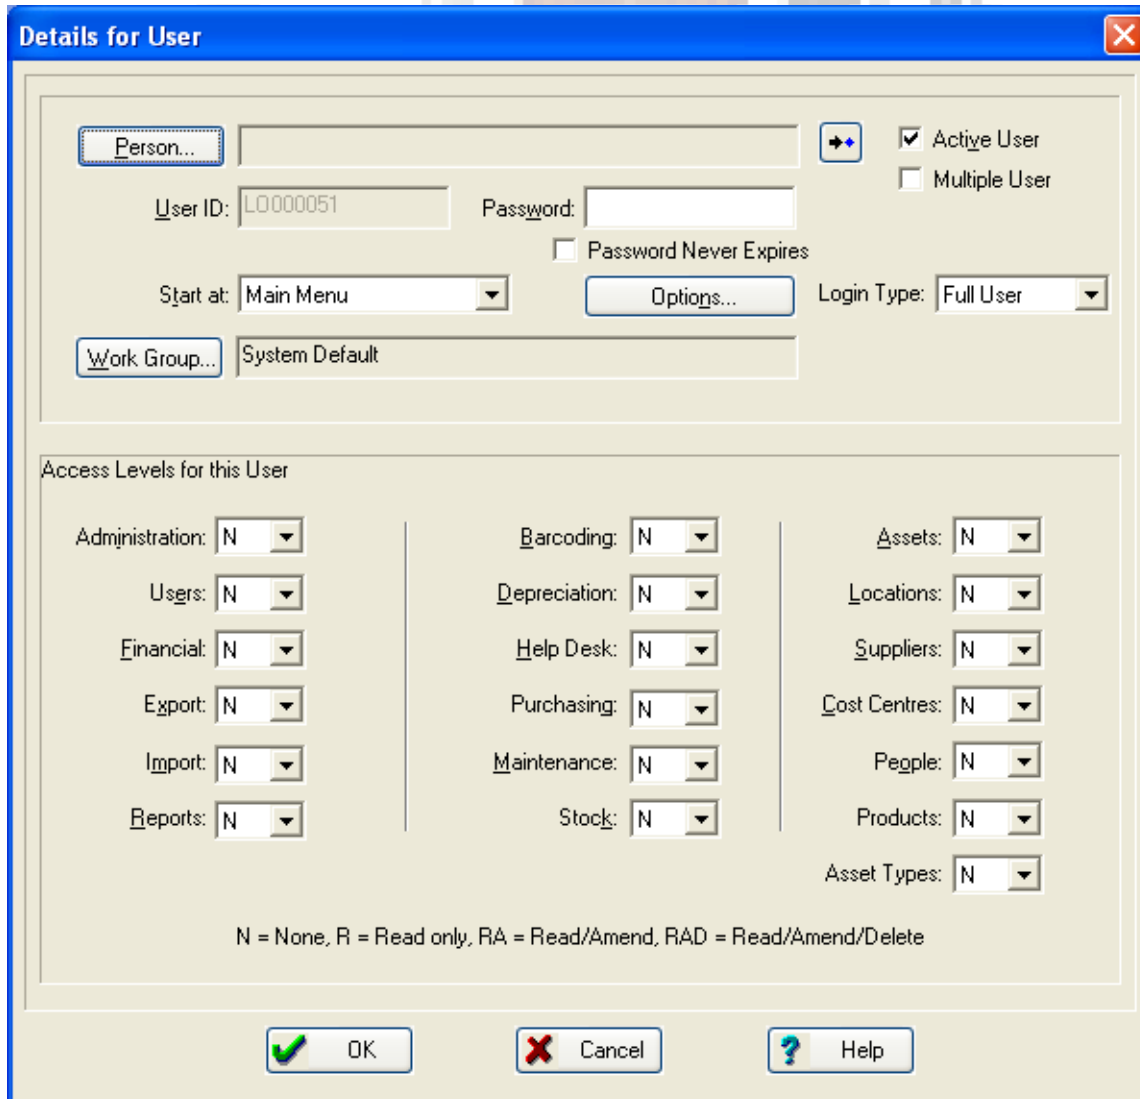 Details for User
Person...
Active User
Multiple User
User ID: LO000051 Password:
Password Never Expires
Start at: Main Menu Options... Login Type: Full User
Work Group... System Default
Access Levels for this User
Administration: N Barcoding: N Assets: N
Users: N Depreciation: N Locations: N
Financial: N Help Desk: N Suppliers: N
Export: N Purchasing: N Cost Centres: N
Import: N Maintenance: N People: N
Reports: N Stock: N Products: N
Asset Types: N
N = None, R = Read only, RA = Read/Amend, RAD = Read/Amend/Delete
OK Cancel Help